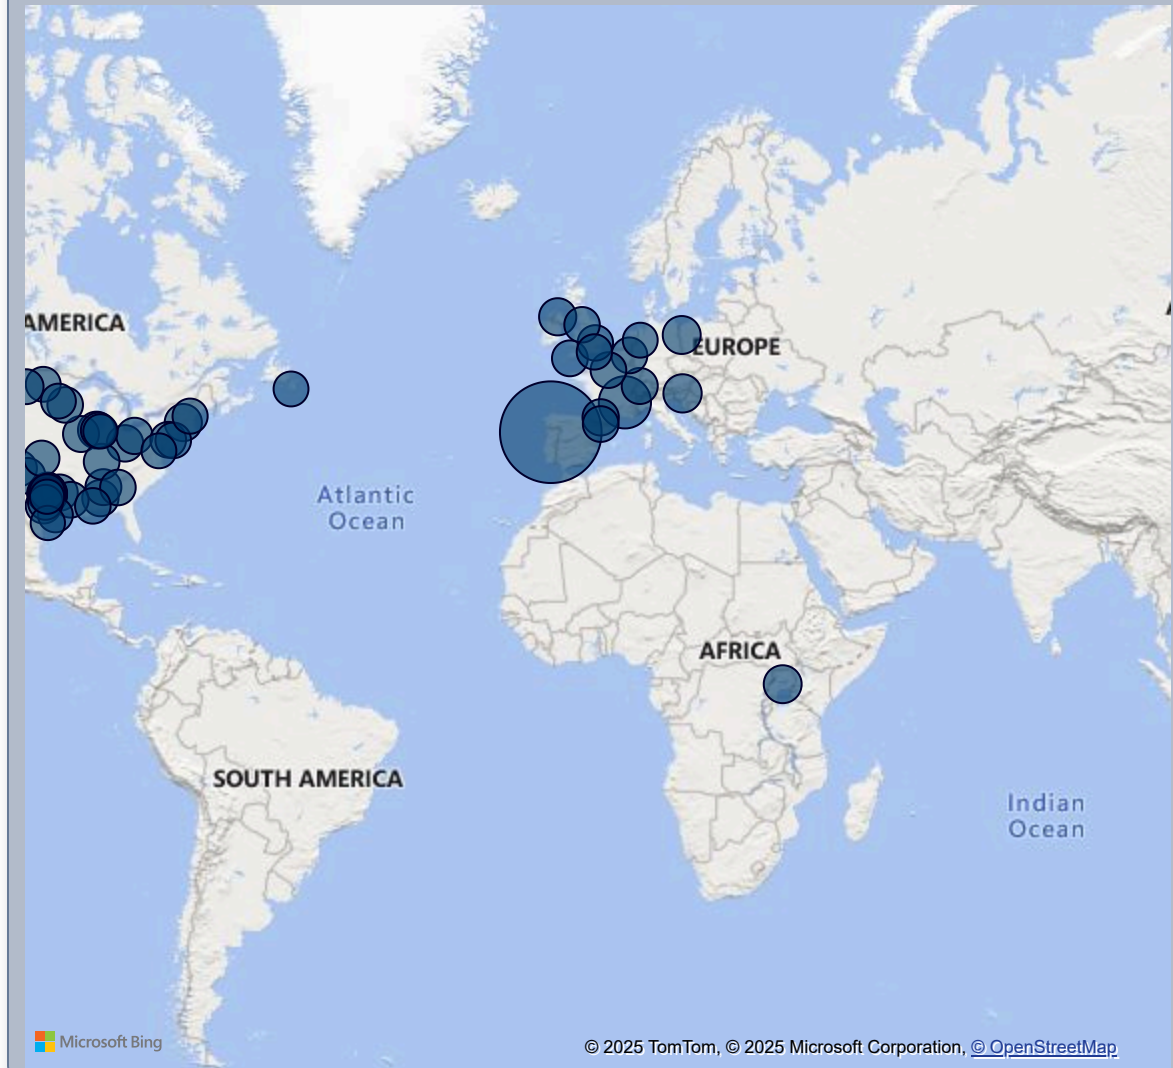 AMERICA
EUROPE
Atlantic
Ocean
AFRICA
SOUTH AMERICA
Indian
Ocean
Microsoft Bing
© 2025 TomTom, © 2025 Microsoft Corporation, © OpenStreetMap